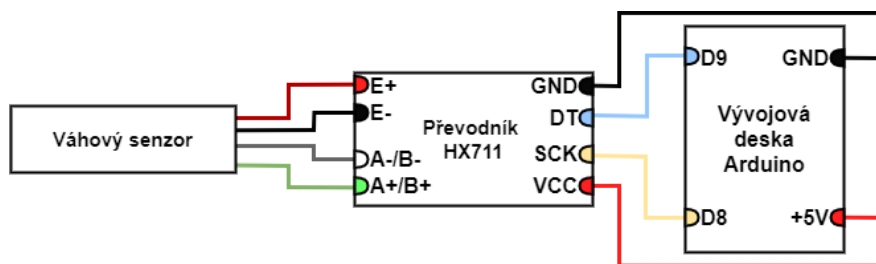 Váhový senzor
E+
E-
A-/B-
A+/B+
Převodník
HX711
GND
DT
SCK
VCC
D9
D8
Vývojová
deska
Arduino
GND
+5V